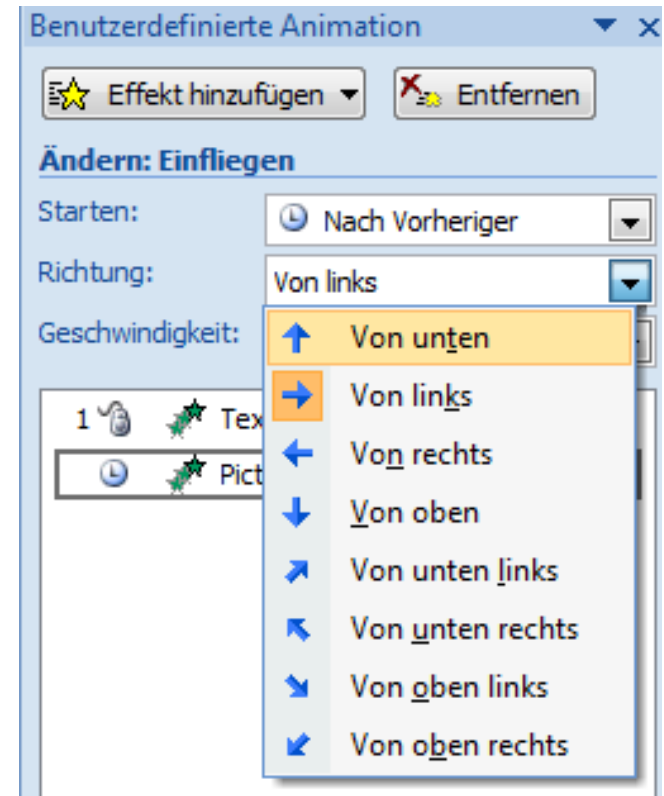 Benutzerdefinierte Animation
Effekt hinzufügen Entfernen
Ändern: Einfliegen
Starten: Nach Vorheriger
Richtung: Von links
Geschwindigkeit:
Von unten
Von links
Von rechts
Von oben
Von unten links
Von unten rechts
Von oben links
Von oben rechts
1 Tex
Pict